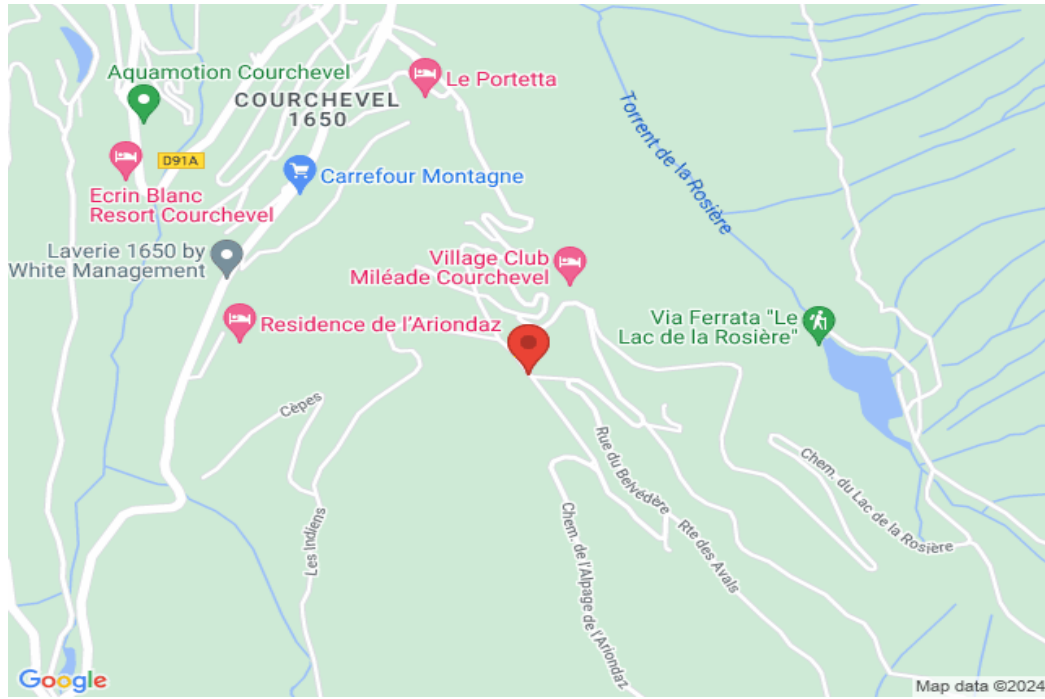 Aquamotion Courchevel
COURCHEVEL
1650
Le Portetta
D91A
Ecrin Blanc
Resort Courchevel
Carrefour Montagne
Torrent de la Rosière
Laverie 1650 by
White Management
Village Club
Miléade Courchevel
Residence de l'Ariondaz
Via Ferrata "Le
Lac de la Rosière"
Cèpes
Rue du Belvédère
Chem. du Lac de la Rosière
Les Indiens
Chem. de l'Alpage de l'Ariondaz
Rte des Avals
Google
Map data ©2024